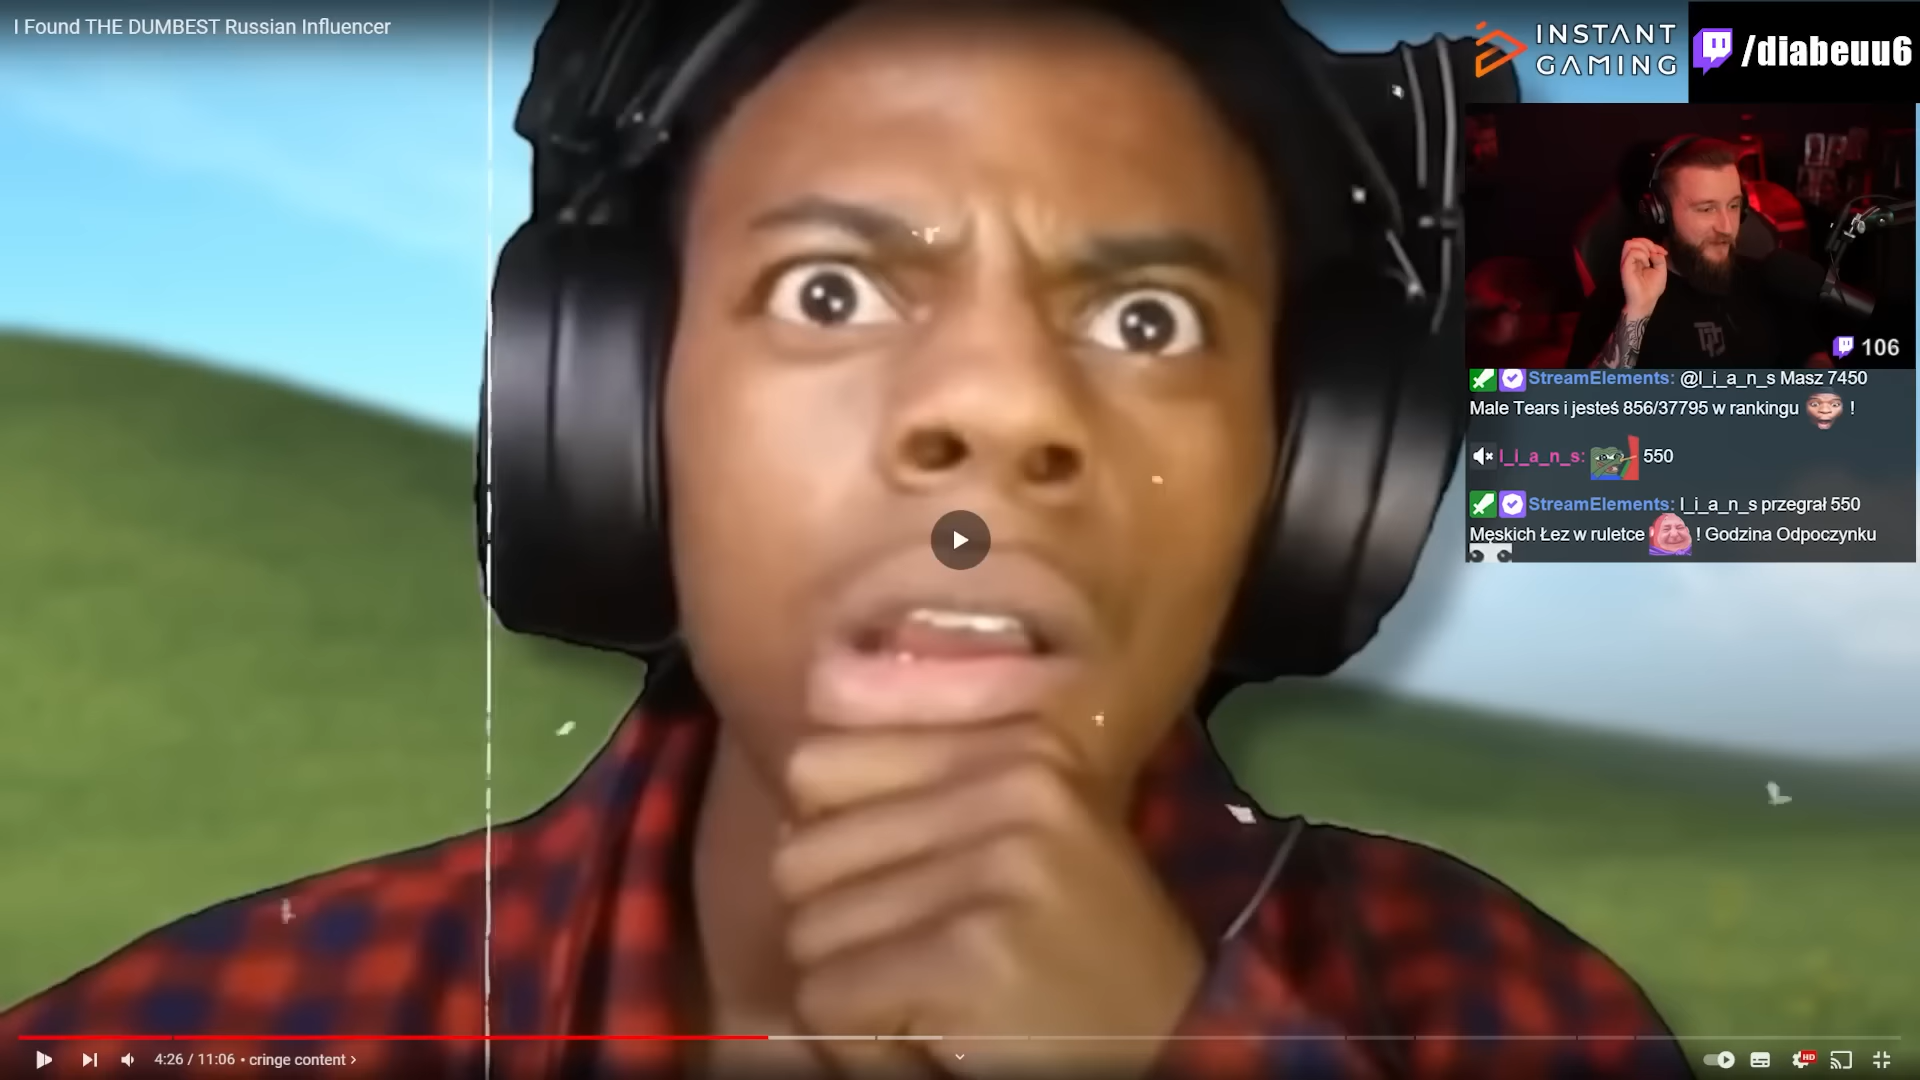 I Found THE DUMBEST Russian Influencer
INSTANT
GAMING
/diabeuu6
106
StreamElements: @l_i_a_n_s Masz 7450
Male Tears i jesteś 856/37795 w rankingu !
l_i_a_n_s: 550
StreamElements: l_i_a_n_s przegrał 550
Męskich Łez w ruletce ! Godzina Odpoczynku
4:26 / 11:06 • cringe content ›
HD